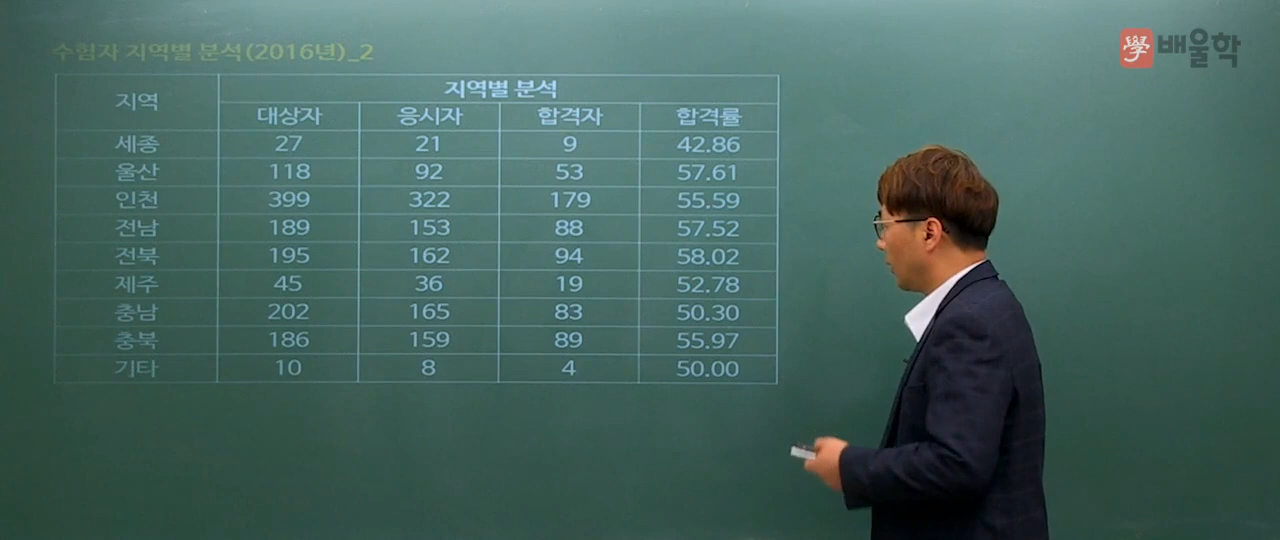 수험자 지역별 분석(2016년)_2
學 배울학
지역 지역별 분석
대상자 응시자 합격자 합격률
세종 27 21 9 42.86
울산 118 92 53 57.61
인천 399 322 179 55.59
전남 189 153 88 57.52
전북 195 162 94 58.02
제주 45 36 19 52.78
충남 202 165 83 50.30
충북 186 159 89 55.97
기타 10 8 4 50.00